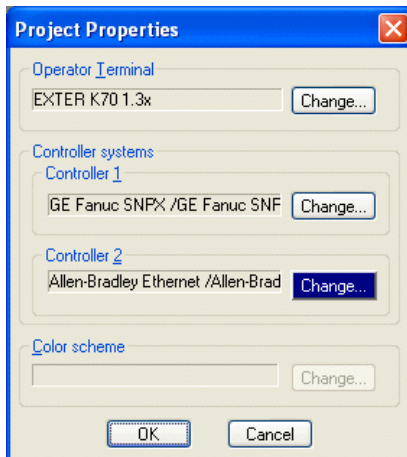 Project Properties
Operator Terminal
EXTER K70 1.3x
Change...
Controller systems
Controller 1
GE Fanuc SNPX /GE Fanuc SNF
Change...
Controller 2
Allen-Bradley Ethernet /Allen-Brad
Change...
Color scheme
Change...
OK
Cancel